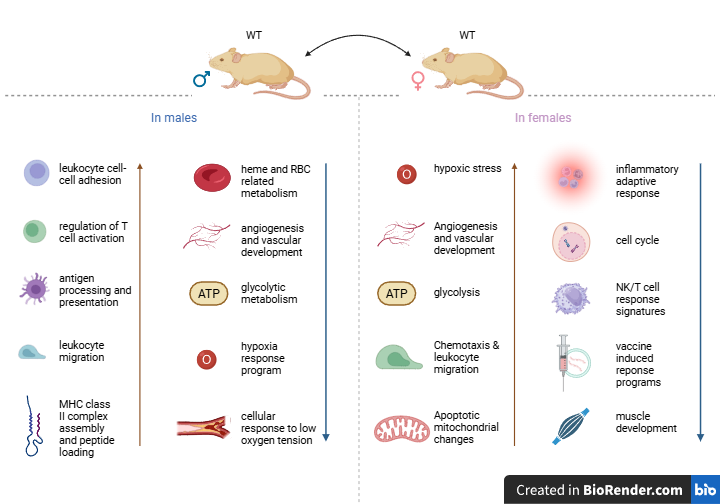 WT
WT
In males
In females
leukocyte cell-
cell adhesion
regulation of T
cell activation
antigen
processing and
presentation
leukocyte
migration
MHC class
II complex
assembly
and peptide
loading
heme and RBC
related
metabolism
angiogenesis
and vascular
development
ATP
glycolytic
metabolism
O
hypoxia
response
program
cellular
response to low
oxygen tension
O
hypoxic stress
Angiogenesis
and vascular
development
ATP
glycolysis
Chemotaxis &
leukocyte
migration
Apoptotic
mitochondrial
changes
inflammatory
adaptive
response
cell cycle
NK/T cell
response
signatures
vaccine
induced
reponse
programs
muscle
development
Created in BioRender.com bio